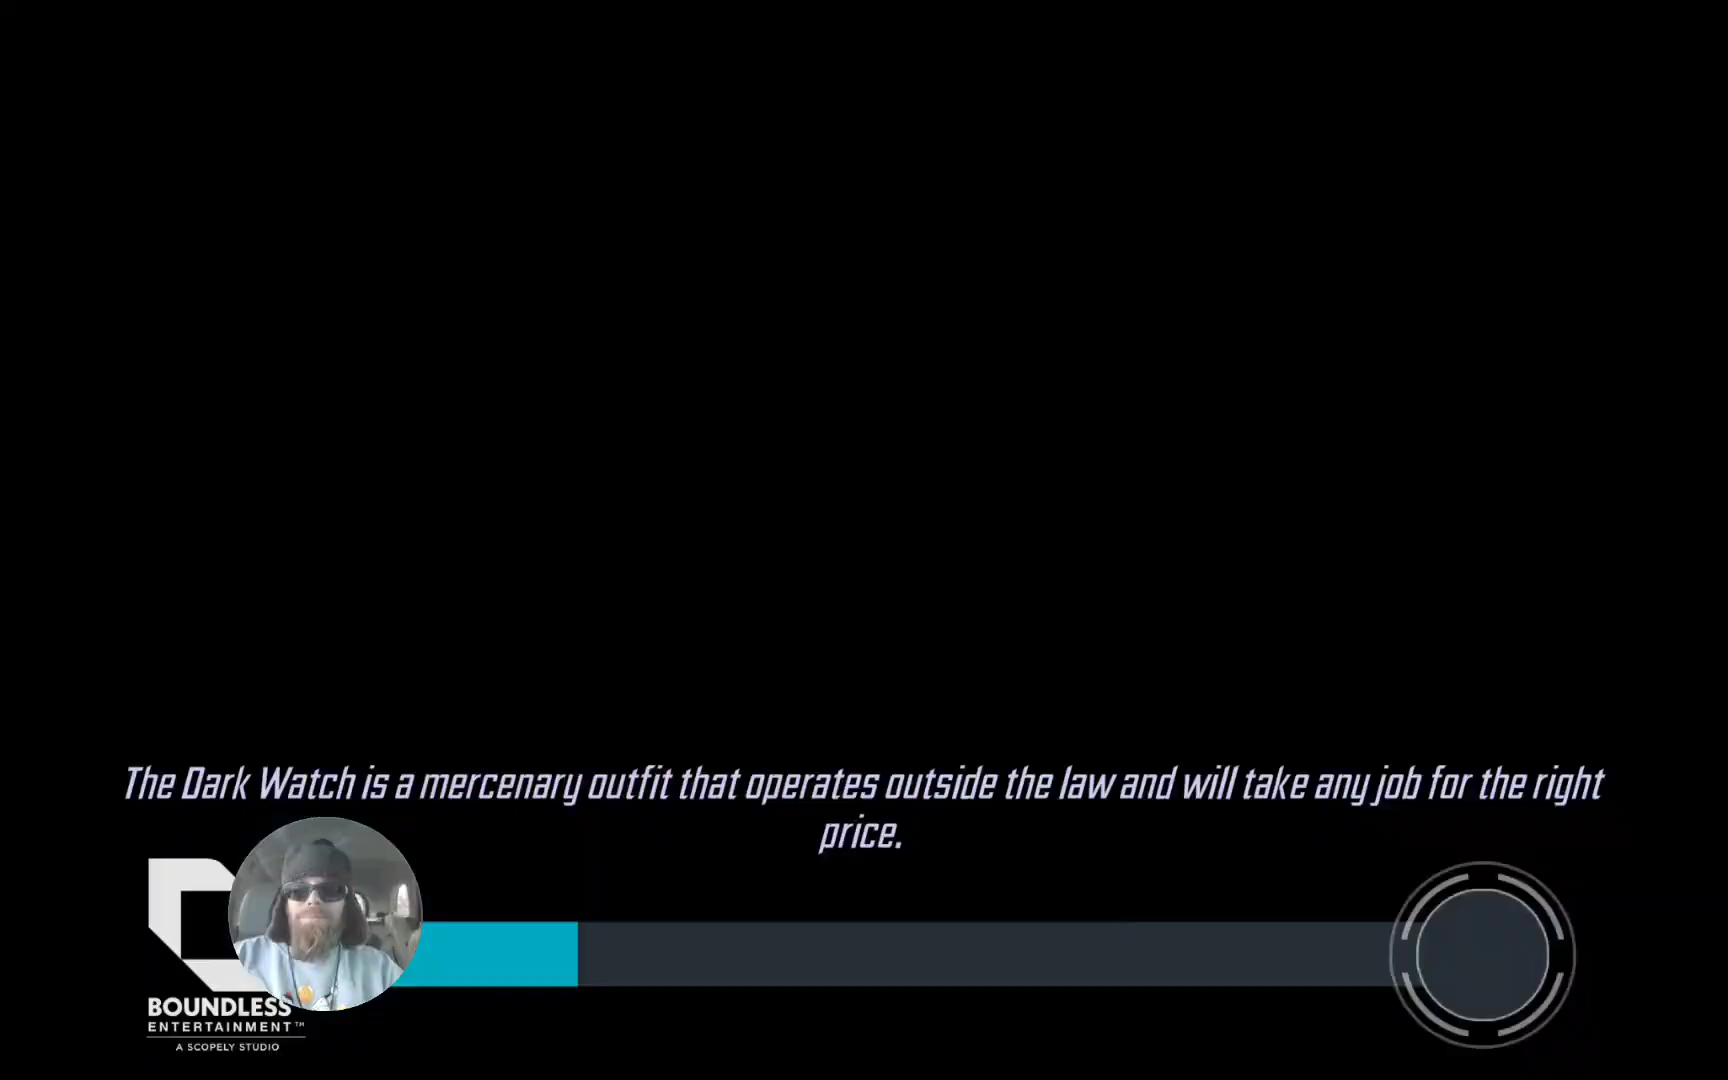 The Dark Watch is a mercenary outfit that operates outside the law and will take any job for the right
price.
BOUNDLESS
ENTERTAINMENT™
A SCOPELY STUDIO